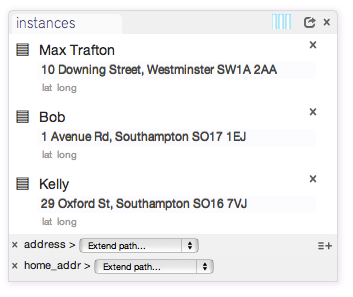 instances
Max Trafton
10 Downing Street, Westminster SW1A 2AA
lat long
Bob
1 Avenue Rd, Southampton SO17 1EJ
lat long
Kelly
29 Oxford St, Southampton SO16 7VJ
lat long
× address > Extend path...
× home_addr > Extend path...